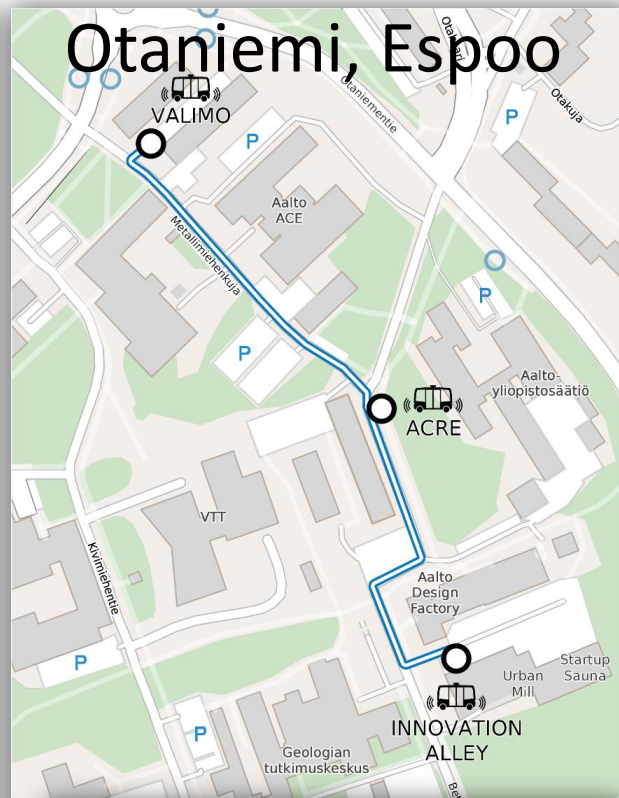 Otaniemi, Espoo
Otakaari
Otakuja
Otaniementie
VALIMO
P
P
Aalto
ACE
Metallimiehenkuja
P
P
Aalto-
yliopistosäätiö
ACRE
VTT
Kivimiehentie
Aalto
Design
Factory
P
Startup
Sauna
Urban
Mill
P
INNOVATION
ALLEY
Geologian
tutkimuskeskus